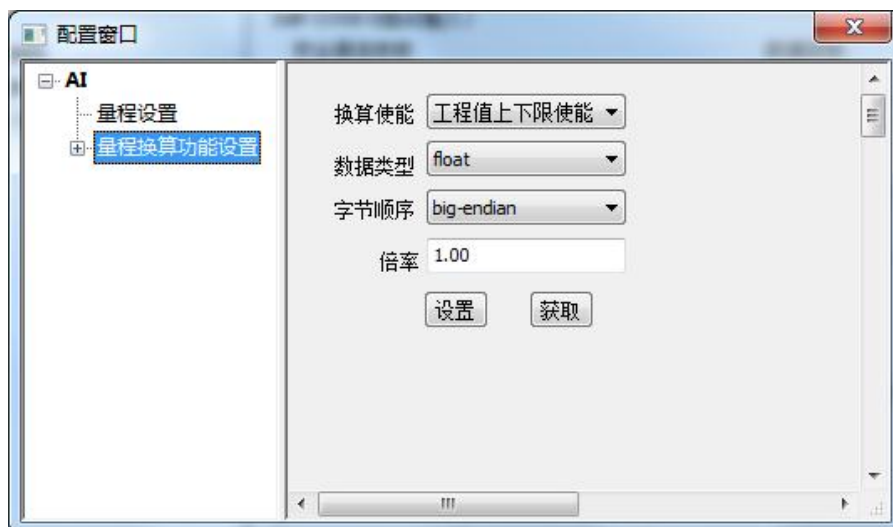 配置窗口
AI
量程设置
量程换算功能设置
换算使能 工程值上下限使能
数据类型 float
字节顺序 big-endian
倍率 1.00
设置 获取